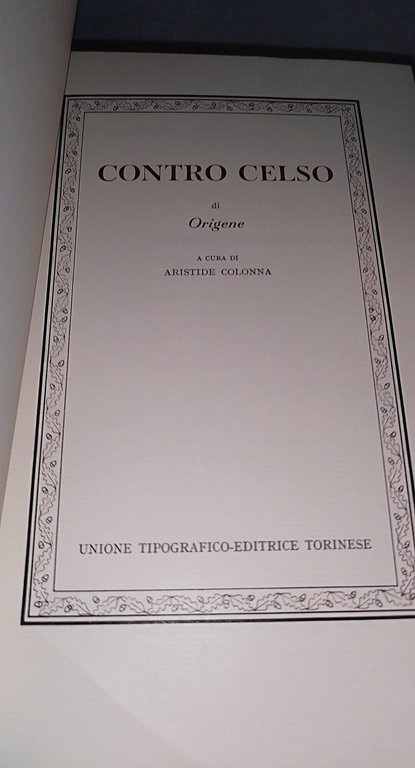 CONTRO CELSO
di
Origene
A CURA DI
ARISTIDE COLONNA
UNIONE TIPOGRAFICO-EDITRICE TORINESE